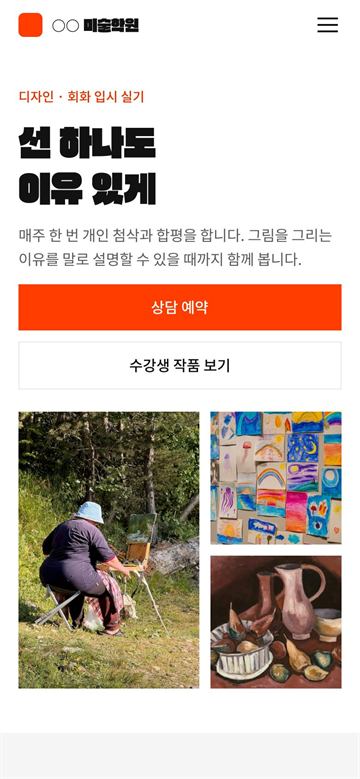 ○○ 미술학원
디자인 · 회화 입시 실기
선 하나도
이유 있게
매주 한 번 개인 첨삭과 합평을 합니다. 그림을 그리는
이유를 말로 설명할 수 있을 때까지 함께 봅니다.
상담 예약
수강생 작품 보기